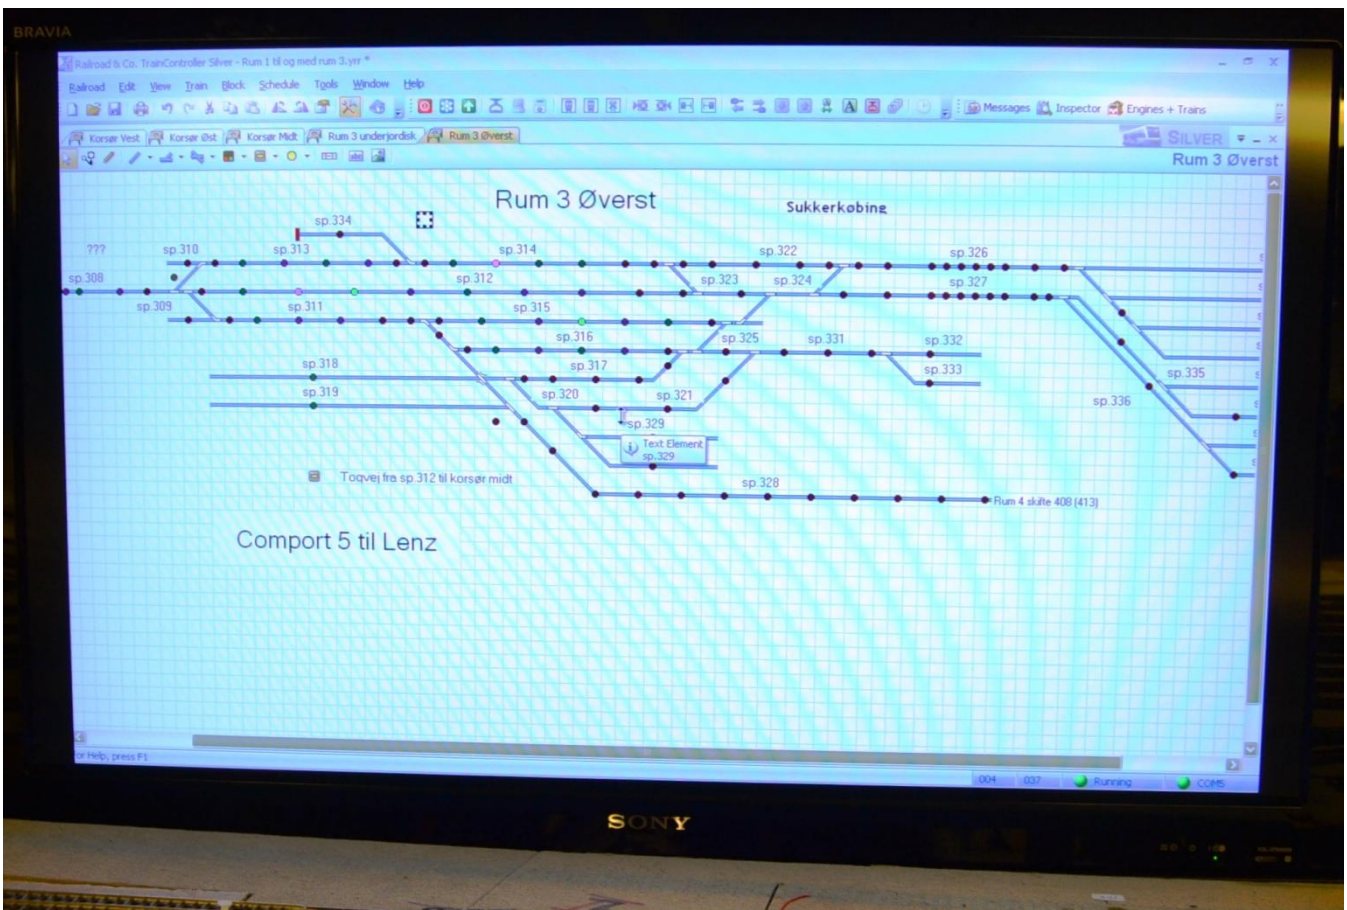 BRAVIA
Railroad & Co. TrainController Silver - Rum 1 til og med rum 3.yrr *
Railroad Edit View Train Block Schedule Tools Window Help
Messages Inspector Engines + Trains
Korsør Vest Korsør Øst Korsør Midt Rum 3 underjordisk Rum 3 Øverst
SILVER
Rum 3 Øverst
Rum 3 Øverst
Sukkerkøbing
sp.334
??? sp.310 sp.313 sp.314 sp.322 sp.326
sp.308 sp.312 sp.323 sp.324 sp.327
sp.309 sp.311 sp.315
sp.316 sp.325 sp.331 sp.332
sp.318 sp.317 sp.333 sp.335
sp.319 sp.320 sp.321 sp.336
sp.329
Text Element
sp.329
Togvej fra sp.312 til korsør midt
sp.328
Rum 4 skifte 408 (413)
Comport 5 til Lenz
or Help, press F1
004 037 Running COM5
SONY